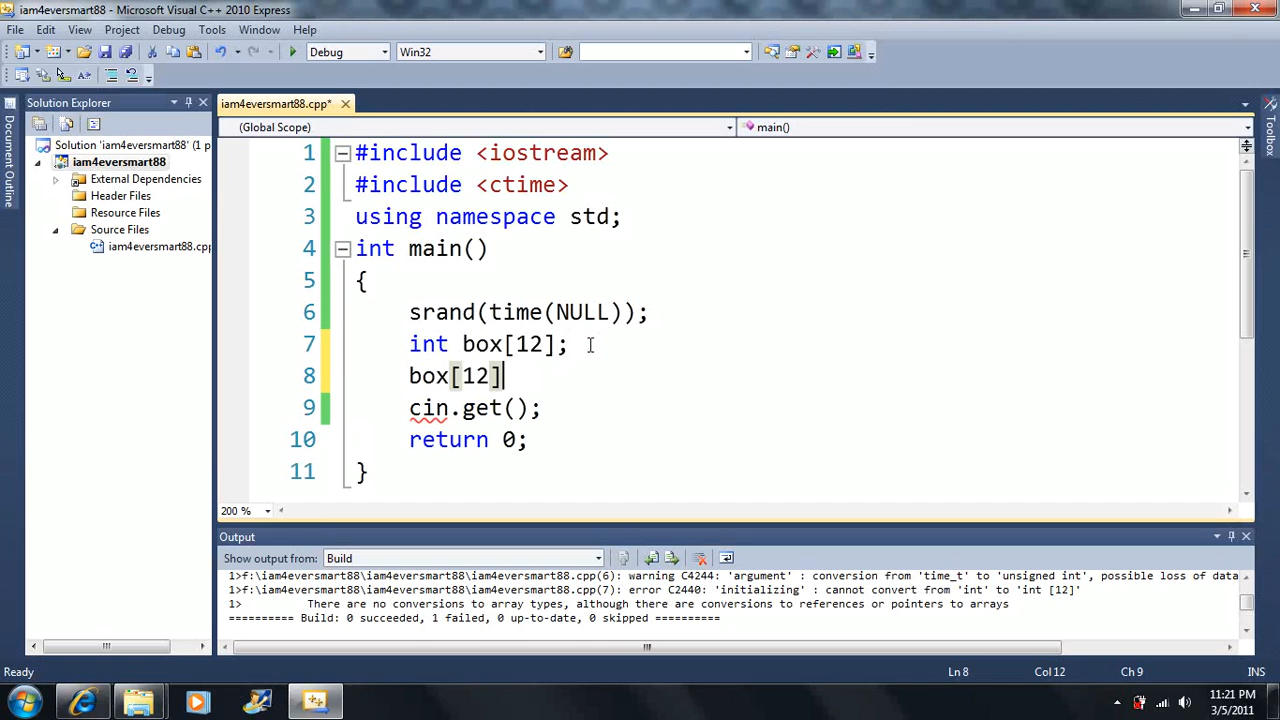 iam4eversmart88 - Microsoft Visual C++ 2010 Express
File Edit View Project Debug Tools Window Help
Debug Win32
Solution Explorer
iam4eversmart88.cpp*
(Global Scope) main()
Document Outline
Toolbox
Solution 'iam4eversmart88' (1 p
iam4eversmart88
External Dependencies
Header Files
Resource Files
Source Files
iam4eversmart88.cp
1 #include <iostream>
2 #include <ctime>
3 using namespace std;
4 int main()
5 {
6 srand(time(NULL));
7 int box[12];
8 box[12]
9 cin.get();
10 return 0;
11 }
200 %
Output
Show output from: Build
1>f:\iam4eversmart88\iam4eversmart88\iam4eversmart88.cpp(6): warning C4244: 'argument' : conversion from 'time_t' to 'unsigned int', possible loss of data
1>f:\iam4eversmart88\iam4eversmart88\iam4eversmart88.cpp(7): error C2440: 'initializing' : cannot convert from 'int' to 'int [12]'
1> There are no conversions to array types, although there are conversions to references or pointers to arrays
========== Build: 0 succeeded, 1 failed, 0 up-to-date, 0 skipped ==========
Ready Ln 8 Col 12 Ch 9 INS
11:21 PM
3/5/2011